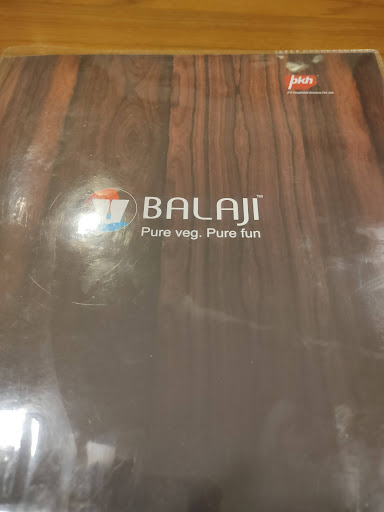 pkh
BALAJI™
Pure veg. Pure fun